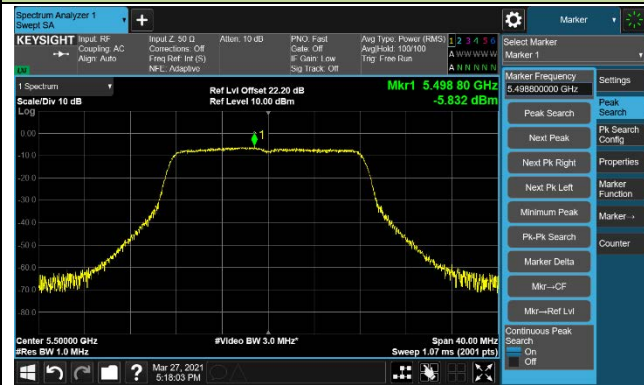 Spectrum Analyzer 1
Swept SA
+
Marker
KEYSIGHT
Input: RF
Coupling: AC
Align: Auto
Input Z: 50 Ω
Corrections: Off
Freq Ref: Int (S)
NFE: Adaptive
Atten: 10 dB
PNO: Fast
Gate: Off
IF Gain: Low
Sig Track: Off
Avg Type: Power (RMS)
Avg|Hold: 100/100
Trig: Free Run
1 2 3 4 5 6
A W W W W W
A N N N N N
Select Marker
Marker 1
1 Spectrum
Scale/Div 10 dB
Log
Ref Lvl Offset 22.20 dB
Ref Level 10.00 dBm
Mkr1 5.498 80 GHz
-5.832 dBm
0.00
-10.0
-20.0
-30.0
-40.0
-50.0
-60.0
-70.0
-80.0
1
Center 5.50000 GHz
#Res BW 1.0 MHz
#Video BW 3.0 MHz*
Span 40.00 MHz
Sweep 1.07 ms (2001 pts)
Marker Frequency
5.498800000 GHz
Peak Search
Next Peak
Next Pk Right
Next Pk Left
Minimum Peak
Pk-Pk Search
Marker Delta
Mkr→CF
Mkr→Ref Lvl
Continuous Peak
Search
On
Off
Settings
Peak
Search
Pk Search
Config
Properties
Marker
Function
Marker→
Counter
?
Mar 27, 2021
5:18:03 PM